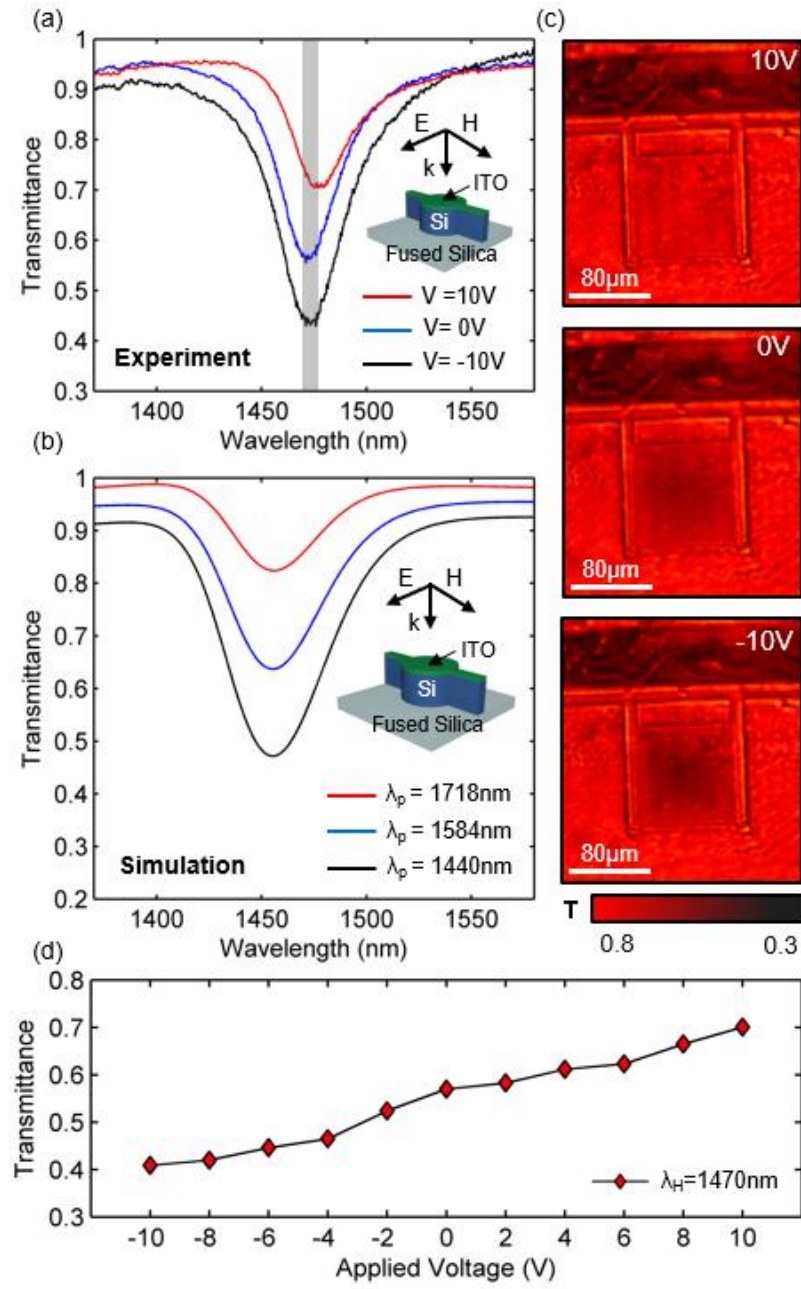 (a)
1
0.9
0.8
0.7
0.6
0.5
0.4
0.3
Transmittance
1400 1450 1500 1550
Wavelength (nm)
E H
k
ITO
Si
Fused Silica
V =10V
V= 0V
V= -10V
Experiment
(b)
1
0.9
0.8
0.7
0.6
0.5
0.4
0.3
0.2
Transmittance
1400 1450 1500 1550
Wavelength (nm)
E H
k
ITO
Si
Fused Silica
λp = 1718nm
λp = 1584nm
λp = 1440nm
Simulation
(c)
10V
80µm
0V
80µm
-10V
80µm
T
0.8 0.3
(d)
0.8
0.7
0.6
0.5
0.4
0.3
Transmittance
λH=1470nm
-10 -8 -6 -4 -2 0 2 4 6 8 10
Applied Voltage (V)